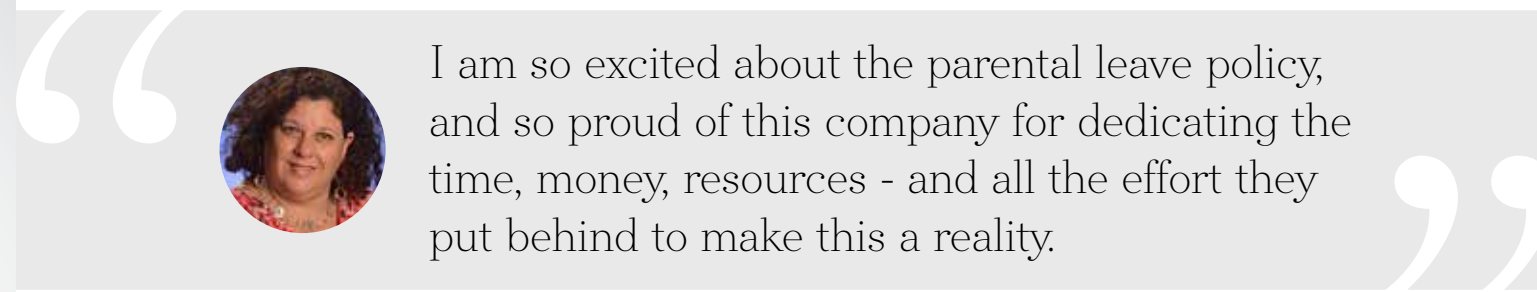 I am so excited about the parental leave policy,
and so proud of this company for dedicating the
time, money, resources - and all the effort they
put behind to make this a reality.